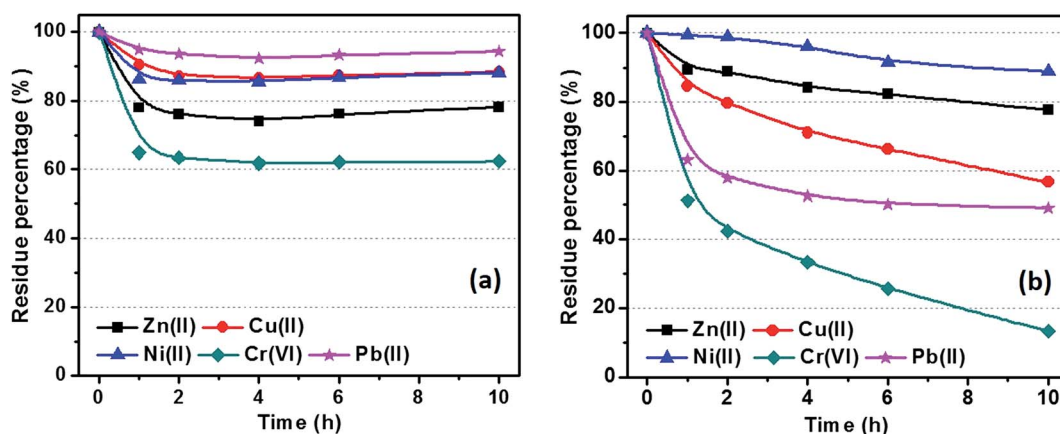 100
80
60
40
20
0
Residue percentage (%)
(a)
Zn(II) Cu(II)
Ni(II) Cr(VI) Pb(II)
0 2 4 6 8 10
Time (h)
100
80
60
40
20
0
Residue percentage (%)
(b)
Zn(II) Cu(II)
Ni(II) Cr(VI) Pb(II)
0 2 4 6 8 10
Time (h)